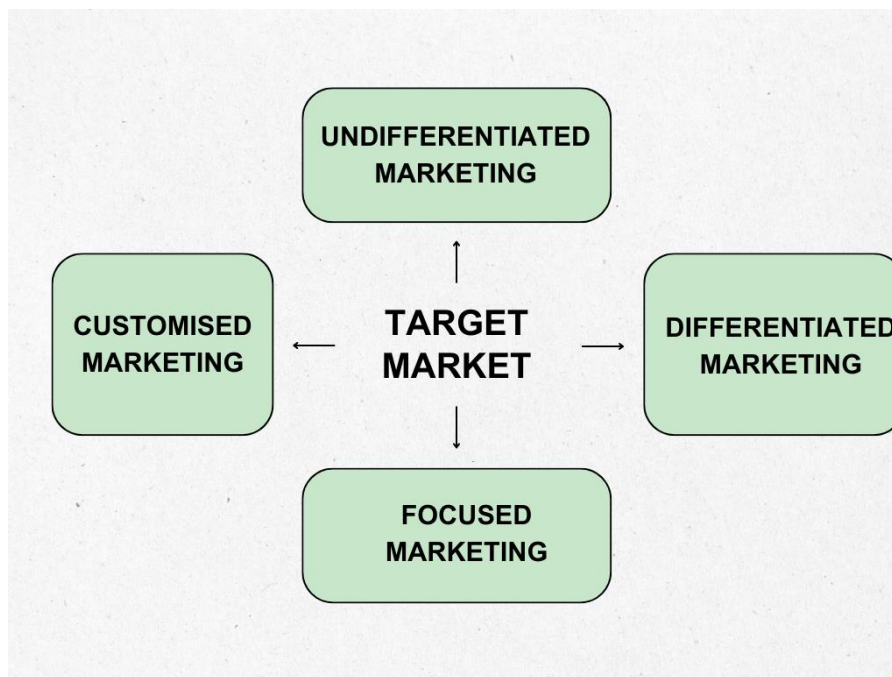 UNDIFFERENTIATED
MARKETING
CUSTOMISED
MARKETING
TARGET
MARKET
DIFFERENTIATED
MARKETING
FOCUSED
MARKETING